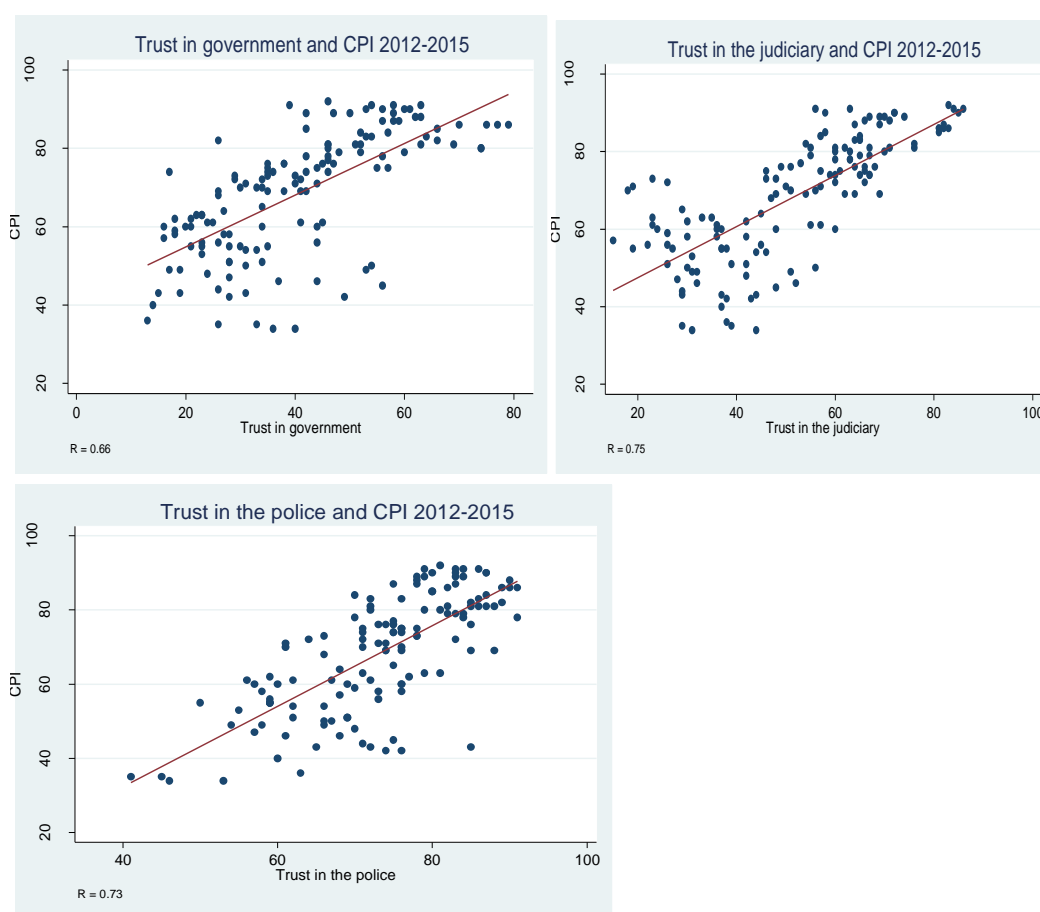 Trust in government and CPI 2012-2015
100
80
60
40
20
CPI
0 20 40 60 80
Trust in government
R = 0.66
Trust in the judiciary and CPI 2012-2015
100
80
60
40
20
CPI
20 40 60 80 100
Trust in the judiciary
R = 0.75
Trust in the police and CPI 2012-2015
100
80
60
40
20
CPI
40 60 80 100
Trust in the police
R = 0.73